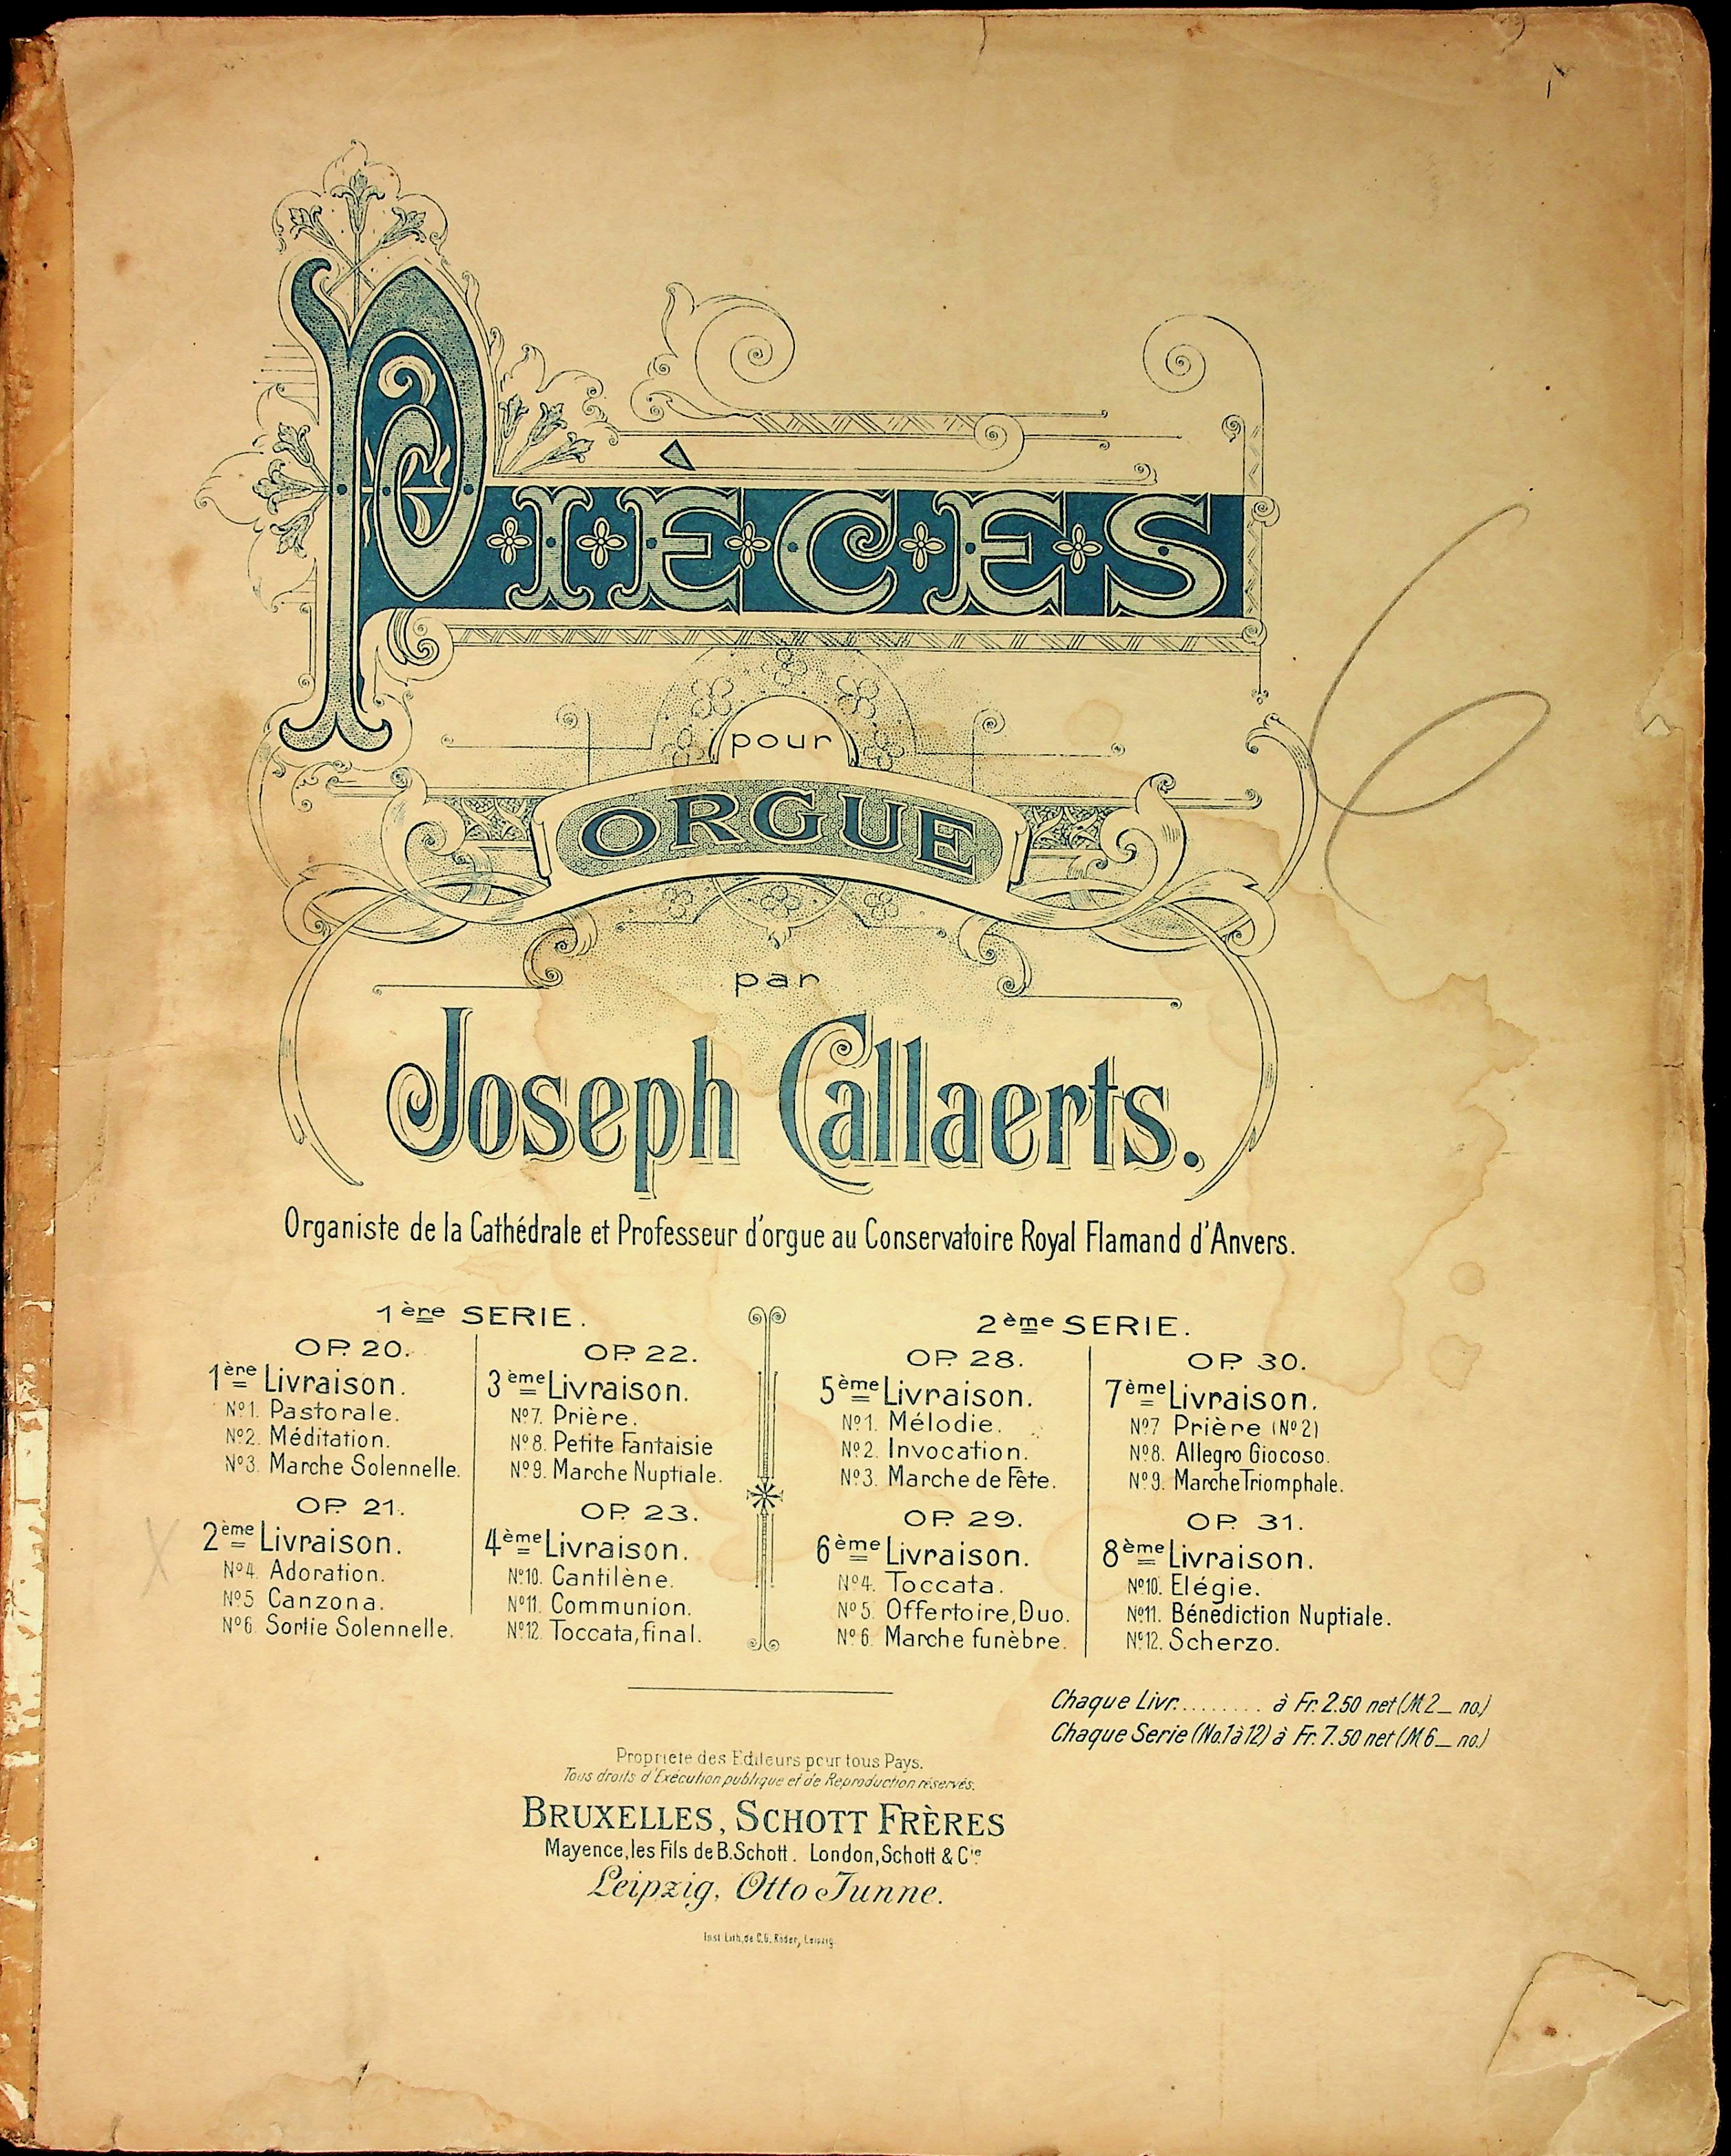 PIÈCES
pour
ORGUE
par
Joseph Callaerts.
Organiste de la Cathédrale et Professeur d'orgue au Conservatoire Royal Flamand d'Anvers.
1ère SERIE.
OP. 20.
1ère Livraison.
No.1. Pastorale.
No.2. Méditation.
No.3. Marche Solennelle.
OP. 21.
2ème Livraison.
No.4. Adoration.
No.5 Canzona.
No.6. Sortie Solennelle.
OP. 22.
3ème Livraison.
No.7. Prière.
No.8. Petite Fantaisie
No.9. Marche Nuptiale.
OP. 23.
4ème Livraison.
No.10. Cantilène.
No.11. Communion.
No.12. Toccata, final.
2ème SERIE.
OP. 28.
5ème Livraison.
No.1. Mélodie.
No.2. Invocation.
No.3. Marche de Fête.
OP. 29.
6ème Livraison.
No.4. Toccata.
No.5. Offertoire, Duo.
No.6. Marche funèbre.
OP. 30.
7ème Livraison.
No.7 Prière (No.2)
No.8. Allegro Giocoso.
No.9. Marche Triomphale.
OP. 31.
8ème Livraison.
No.10. Elégie.
No.11. Bénédiction Nuptiale.
No.12. Scherzo.
Chaque Livr......... à Fr. 2.50 net (M 2_ no.)
Chaque Serie (No.1 à 12) à Fr. 7.50 net (M 6_ no.)
Propriété des Editeurs pour tous Pays.
Tous droits d'Exécution publique et de Reproduction réservés.
BRUXELLES, SCHOTT FRÈRES
Mayence, les Fils de B. Schott. London, Schott & Cie
Leipzig, Otto Junne.
Inst. Lith. de C.G. Röder, Leipzig.